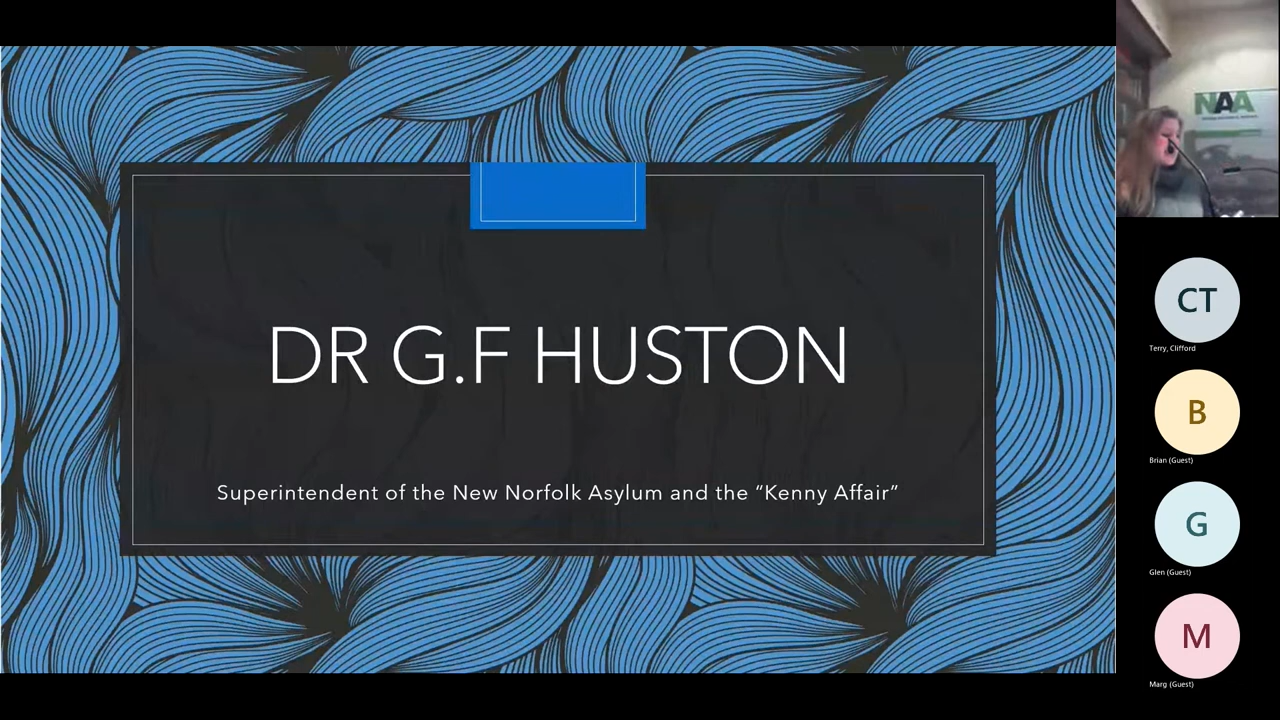 DR G.F HUSTON
Superintendent of the New Norfolk Asylum and the “Kenny Affair”
NAA
CT
Terry, Clifford
B
Brian (Guest)
G
Glen (Guest)
M
Marg (Guest)